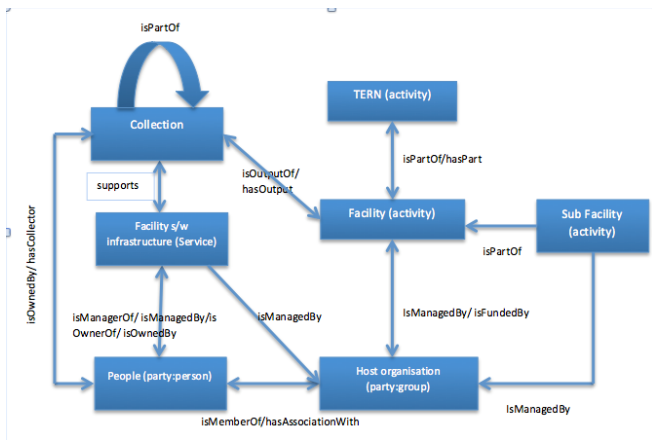 isPartOf
TERN (activity)
Collection
isPartOf/hasPart
supports
isOutputOf/
hasOutput
Facility s/w
infrastructure (Service)
Facility (activity)
Sub Facility
(activity)
isPartOf
isOwnedBy/ hasCollector
isManagerOf/ isManagedBy/is
OwnerOf/ isOwnedBy
isManagedBy
IsManagedBy/ isFundedBy
People (party:person)
Host organisation
(party:group)
IsManagedBy
isMemberOf/hasAssociationWith